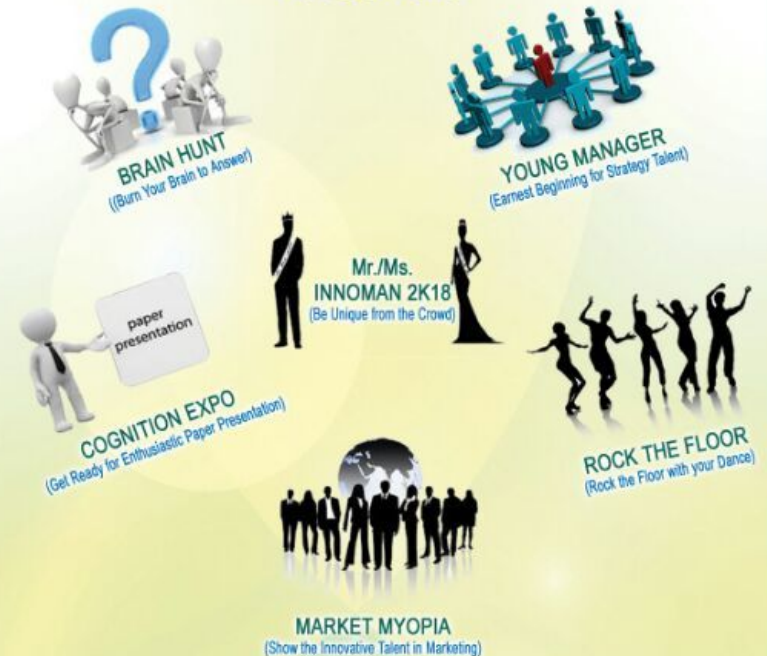 BRAIN HUNT
((Burn Your Brain to Answer)
YOUNG MANAGER
(Earnest Beginning for Strategy Talent)
Mr./Ms.
INNOMAN 2K18
(Be Unique from the Crowd)
paper
presentation
COGNITION EXPO
(Get Ready for Enthusiastic Paper Presentation)
ROCK THE FLOOR
(Rock the Floor with your Dance)
MARKET MYOPIA
(Show the Innovative Talent in Marketing)